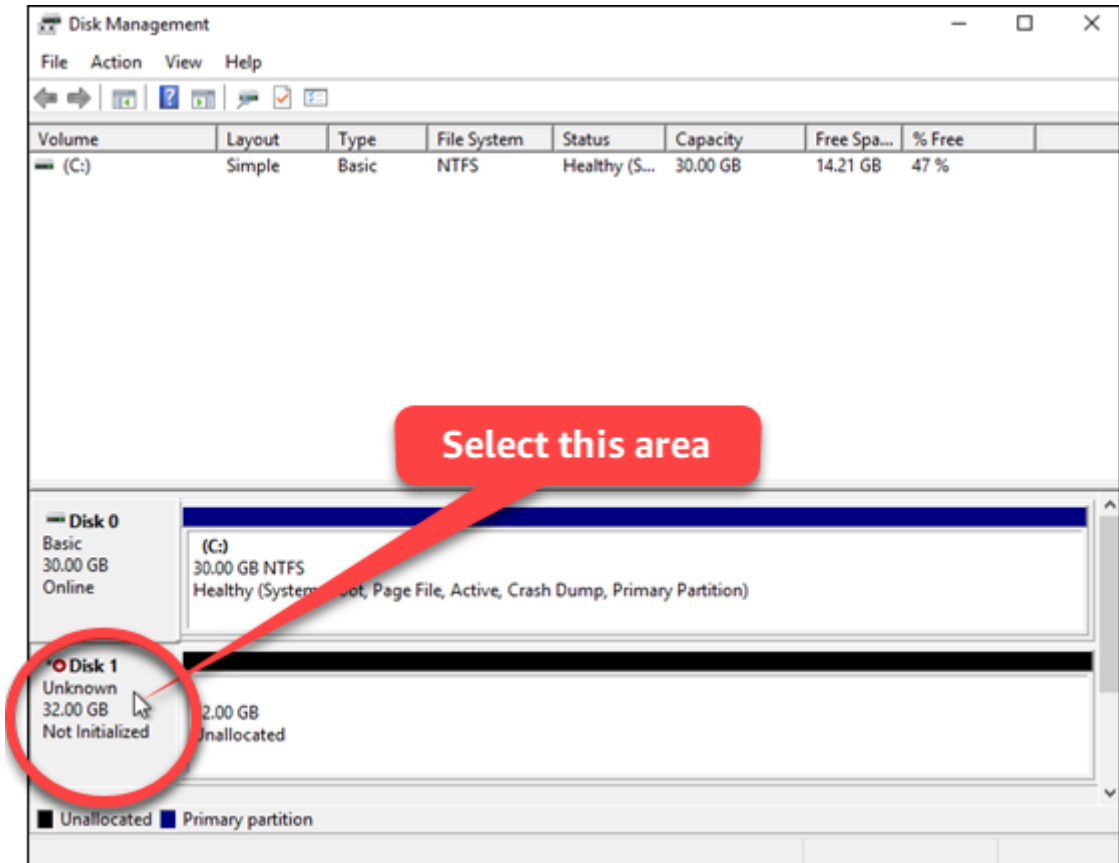 Disk Management
File Action View Help
Volume Layout Type File System Status Capacity Free Spa... % Free
(C:) Simple Basic NTFS Healthy (S... 30.00 GB 14.21 GB 47 %
Select this area
Disk 0
Basic
30.00 GB
Online
(C:)
30.00 GB NTFS
Healthy (System, Page File, Active, Crash Dump, Primary Partition)
Disk 1
Unknown
32.00 GB
Not Initialized
GB
Unallocated
Unallocated Primary partition